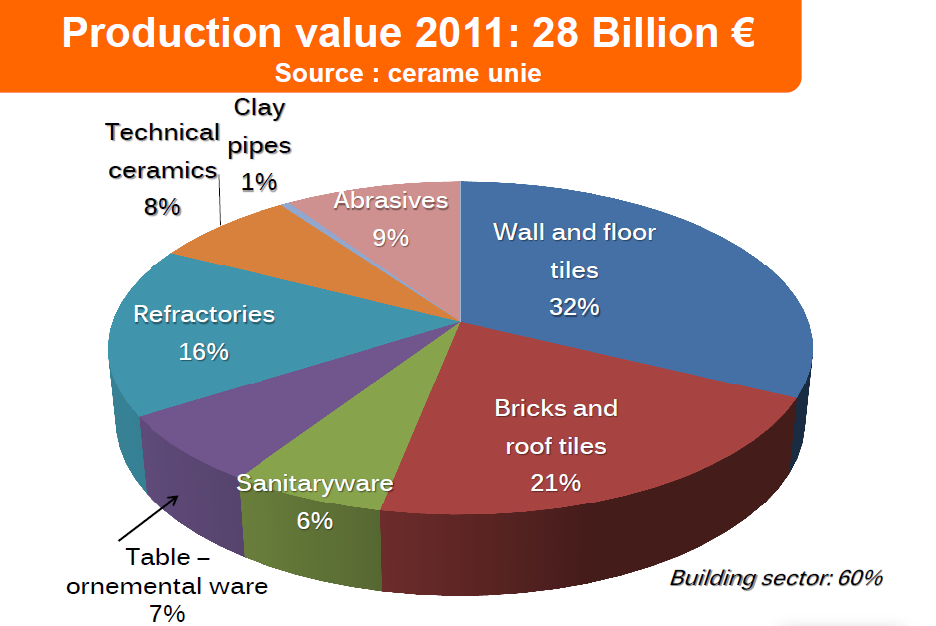 Production value 2011: 28 Billion €
Source : cerame unie
Clay
pipes
1%
Technical
ceramics
8%
Abrasives
9%
Wall and floor
tiles
32%
Refractories
16%
Bricks and
roof tiles
21%
Sanitaryware
6%
Table –
ornemental ware
7%
Building sector: 60%